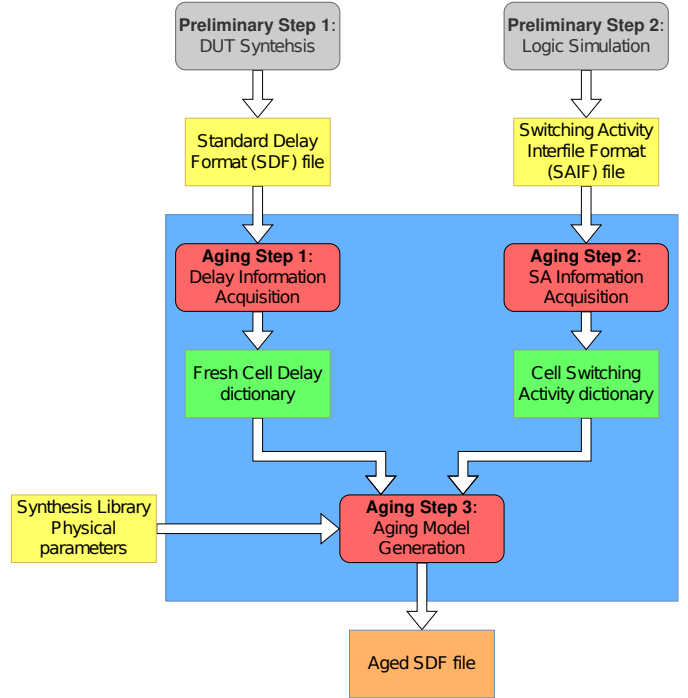 Preliminary Step 1:
DUT Syntehsis
Preliminary Step 2:
Logic Simulation
Standard Delay
Format (SDF) file
Switching Activity
Interfile Format
(SAIF) file
Aging Step 1:
Delay Information
Acquisition
Aging Step 2:
SA Information
Acquisition
Fresh Cell Delay
dictionary
Cell Switching
Activity dictionary
Synthesis Library
Physical
parameters
Aging Step 3:
Aging Model
Generation
Aged SDF file